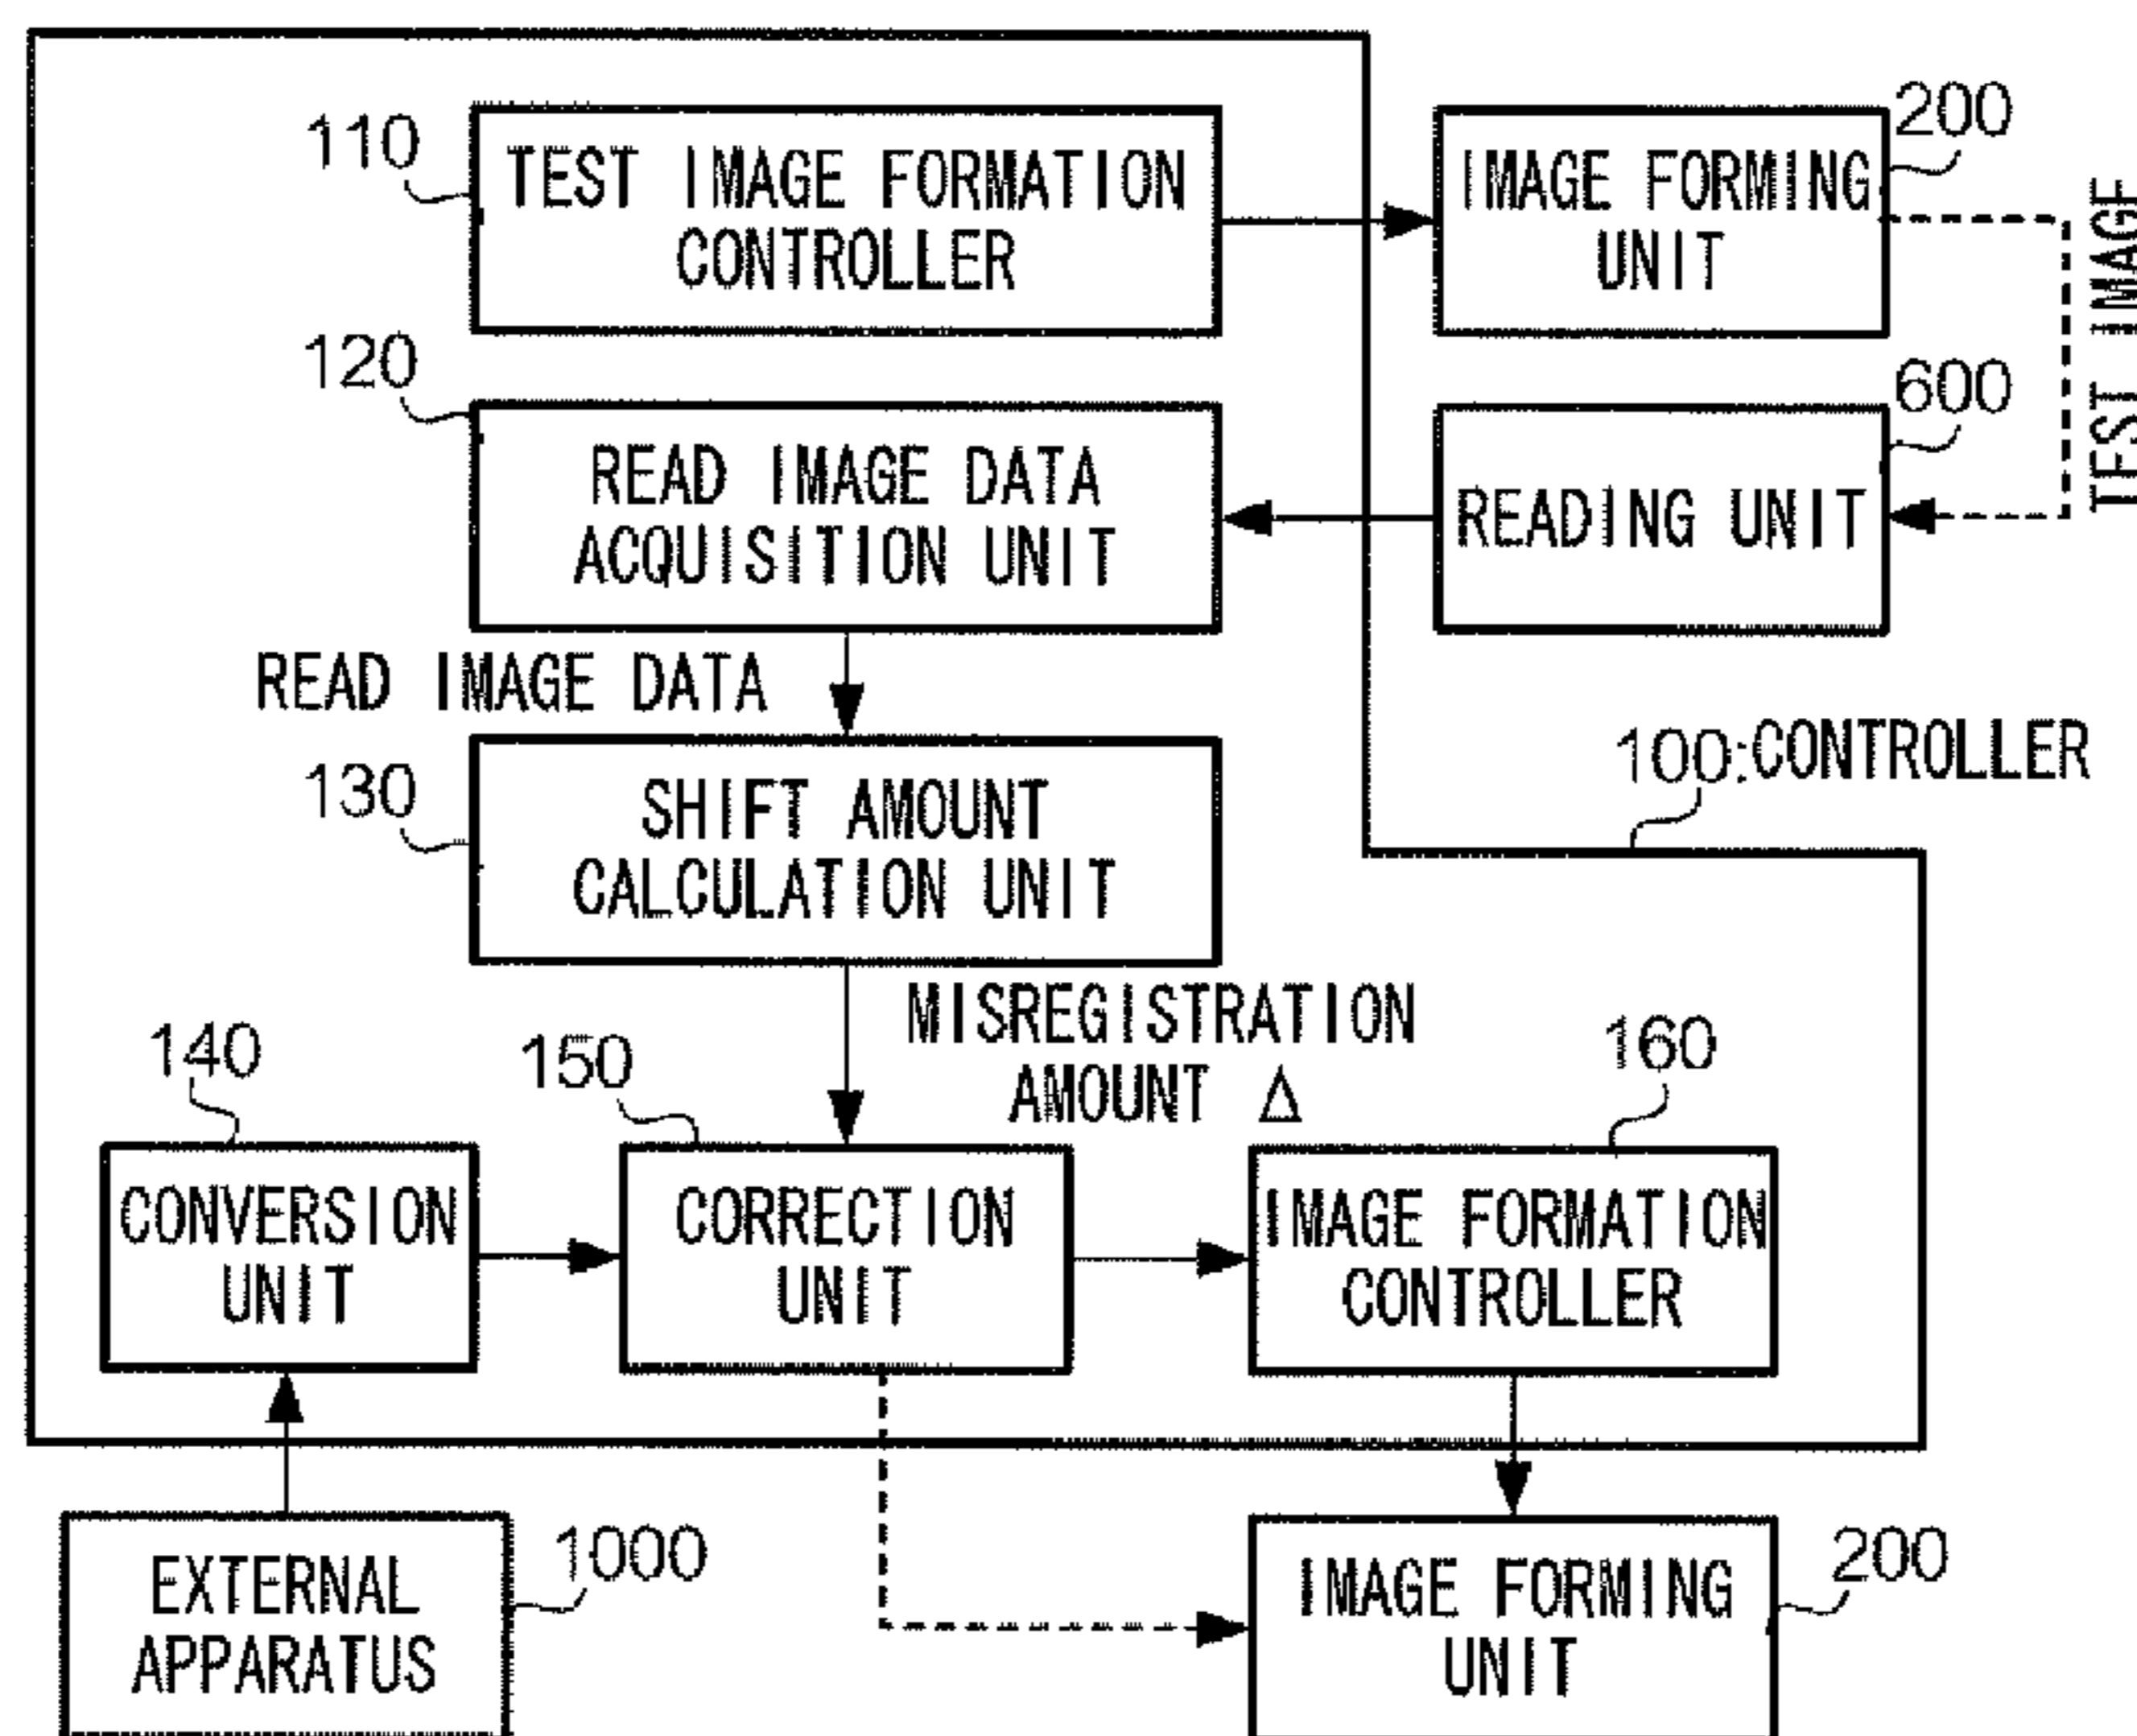 110
TEST IMAGE FORMATION
CONTROLLER
200
IMAGE FORMING
UNIT
TEST IMAGE
120
READ IMAGE DATA
ACQUISITION UNIT
600
READING UNIT
READ IMAGE DATA
100:CONTROLLER
130
SHIFT AMOUNT
CALCULATION UNIT
MISREGISTRATION
AMOUNT Δ
140
CONVERSION
UNIT
150
CORRECTION
UNIT
160
IMAGE FORMATION
CONTROLLER
1000
EXTERNAL
APPARATUS
200
IMAGE FORMING
UNIT